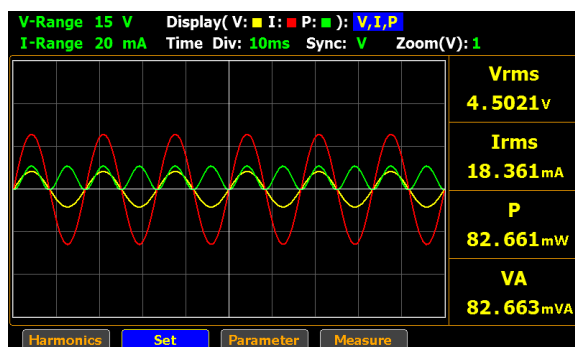 V-Range 15 V Display( V: I: P: ): V,I,P
I-Range 20 mA Time Div: 10ms Sync: V Zoom(V): 1
Vrms
4.5021V
Irms
18.361mA
P
82.661mW
VA
82.663mVA
Harmonics Set Parameter Measure